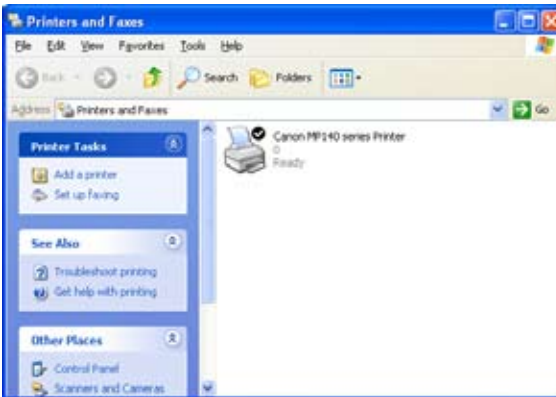 Printers and Faxes
File Edit View Favorites Tools Help
Back Search Folders
Address Printers and Faxes Go
Printer Tasks
Add a printer
Set up faxing
See Also
Troubleshoot printing
Get help with printing
Other Places
Control Panel
Scanners and Cameras
Canon MP140 series Printer
0
Ready